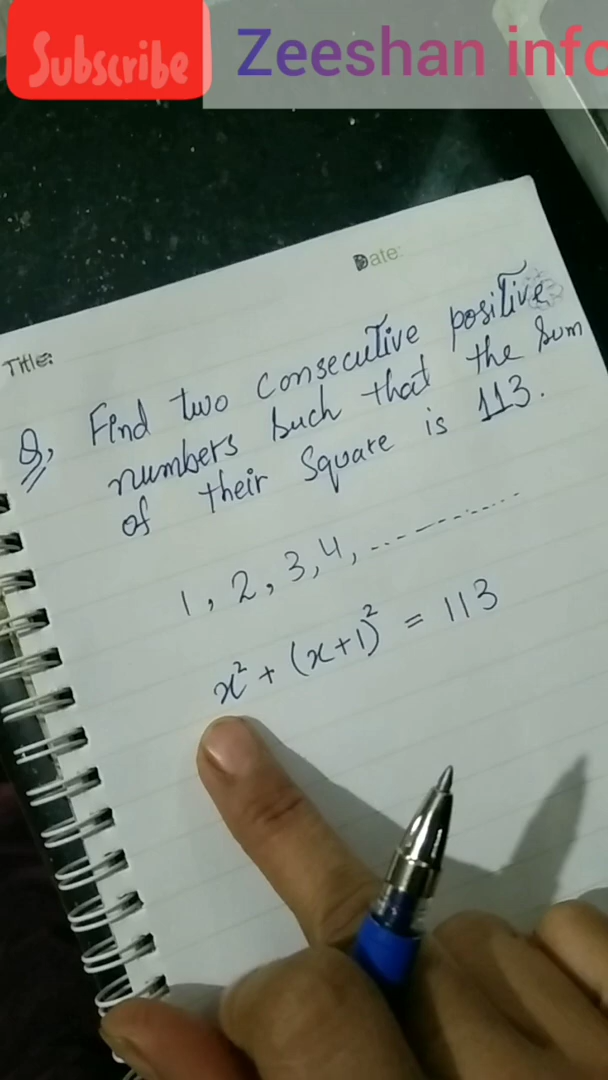 Subscribe
Zeeshan info
Date:
Title:
Q, Find two consecutive positive
numbers such that the sum
of their square is 113.
1, 2, 3, 4, ............
x² + (x+1)² = 113